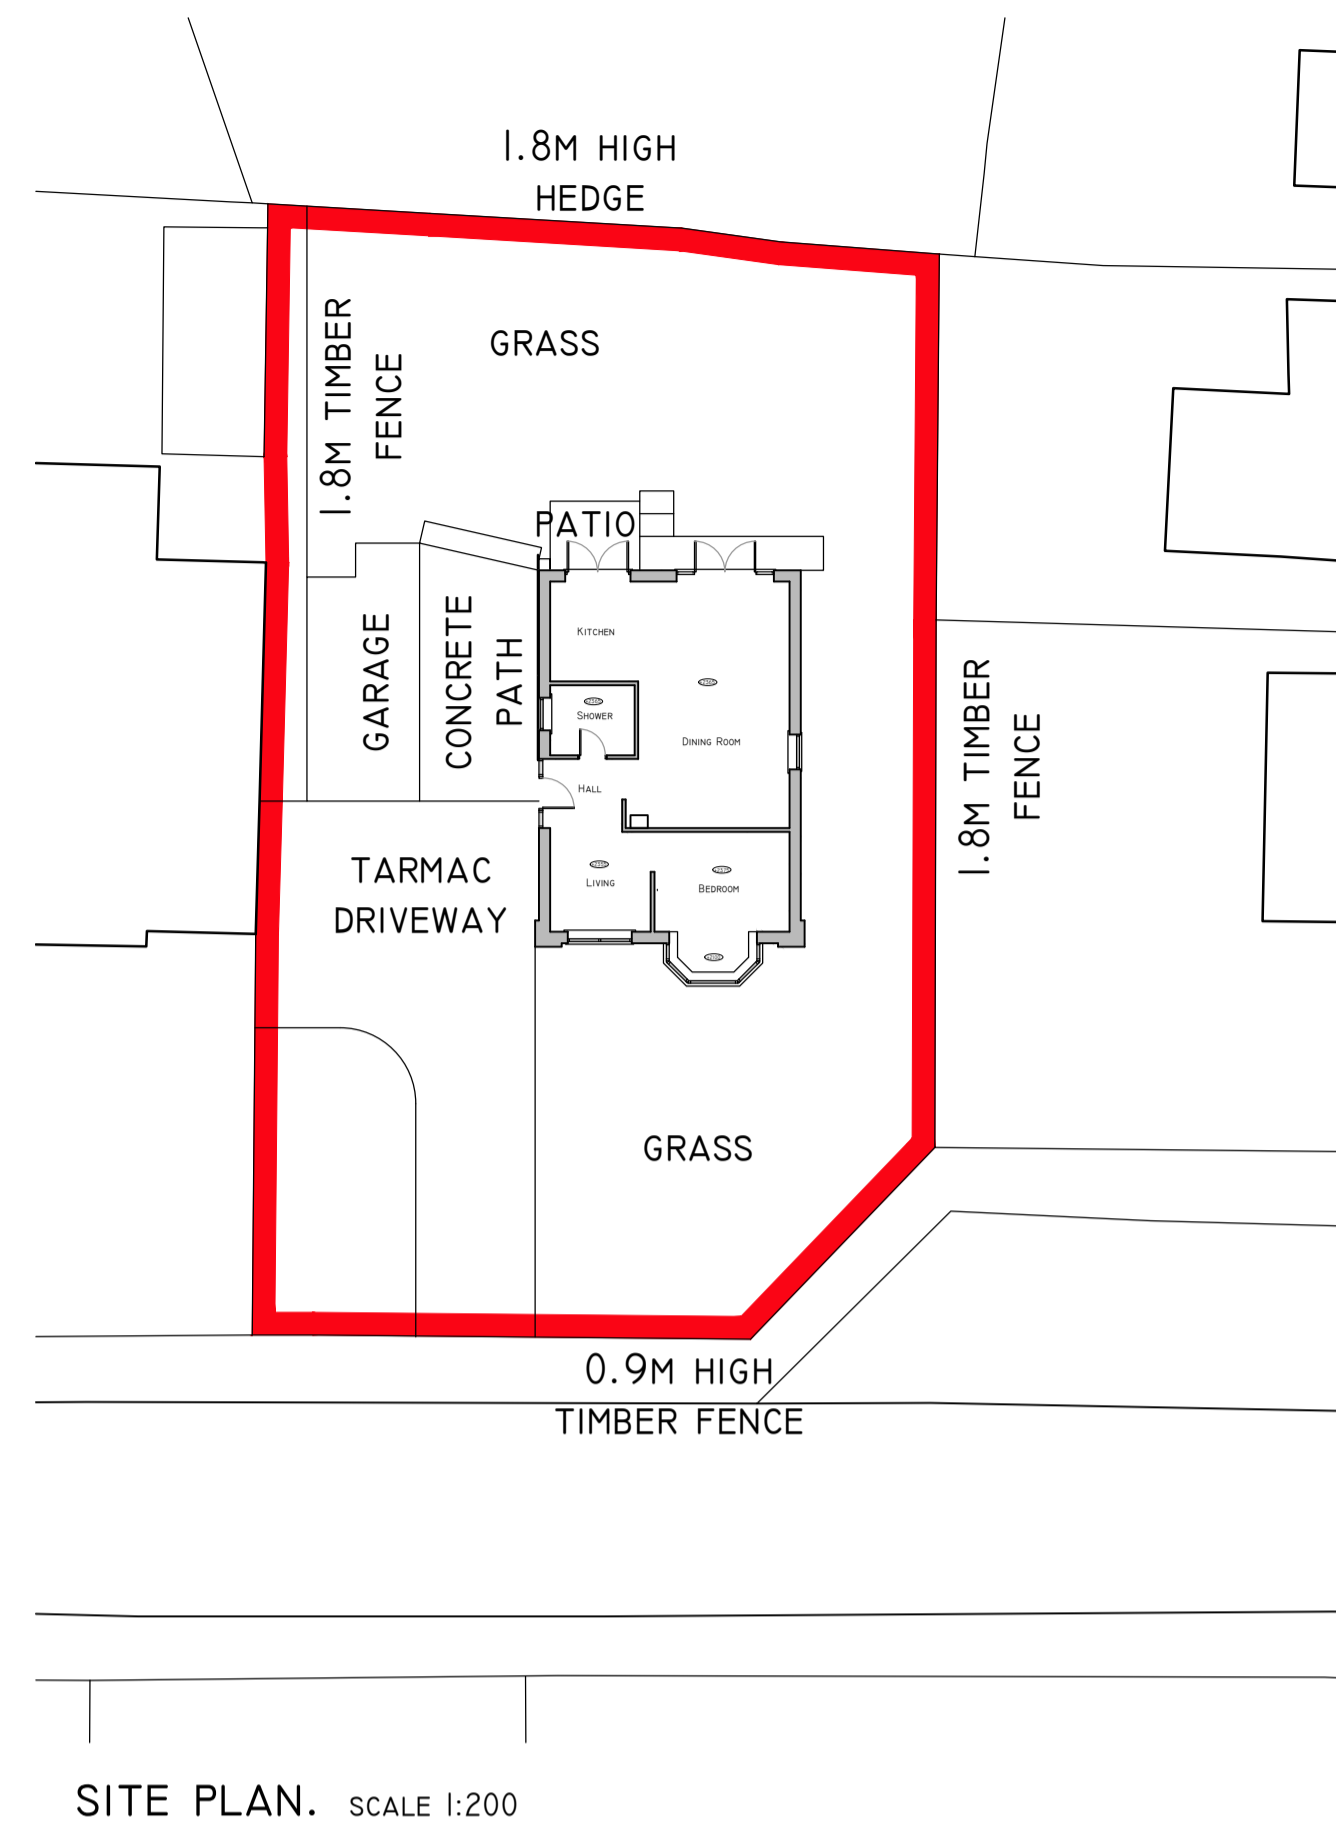 1.8M HIGH
HEDGE
GRASS
1.8M TIMBER
FENCE
PATIO
GARAGE
CONCRETE
PATH
KITCHEN
SHOWER
DINING ROOM
HALL
LIVING
BEDROOM
TARMAC
DRIVEWAY
1.8M TIMBER
FENCE
GRASS
0.9M HIGH
TIMBER FENCE
SITE PLAN. SCALE 1:200